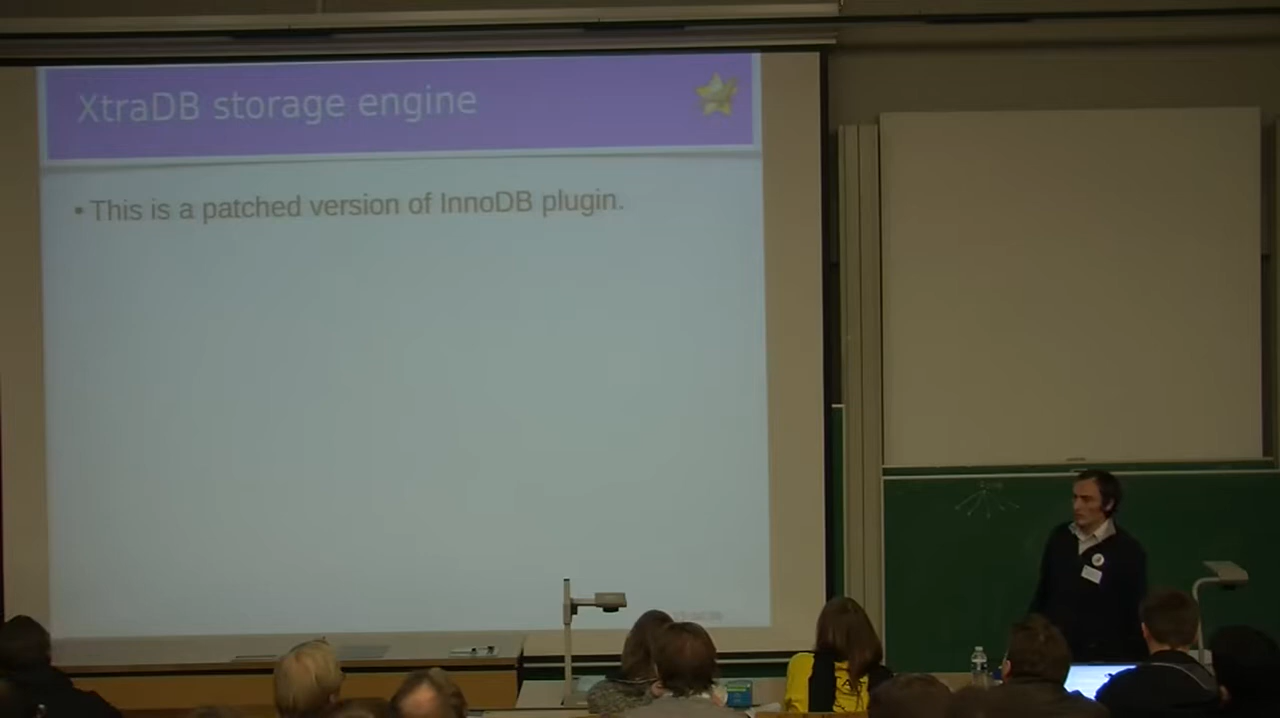 XtraDB storage engine
• This is a patched version of InnoDB plugin.